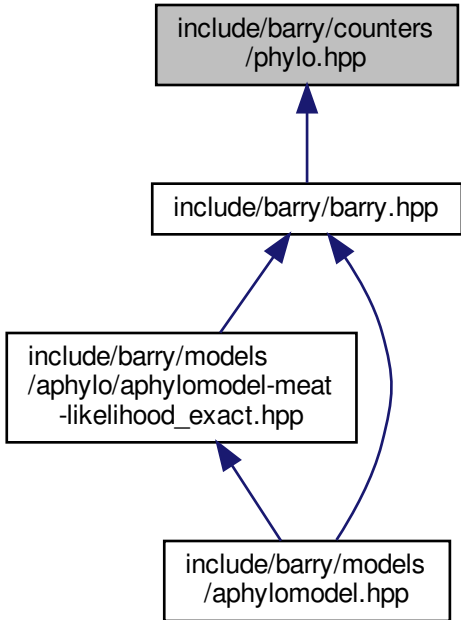 include/barry/counters
/phylo.hpp
include/barry/barry.hpp
include/barry/models
/aphylo/aphylomodel-meat
-likelihood_exact.hpp
include/barry/models
/aphylomodel.hpp